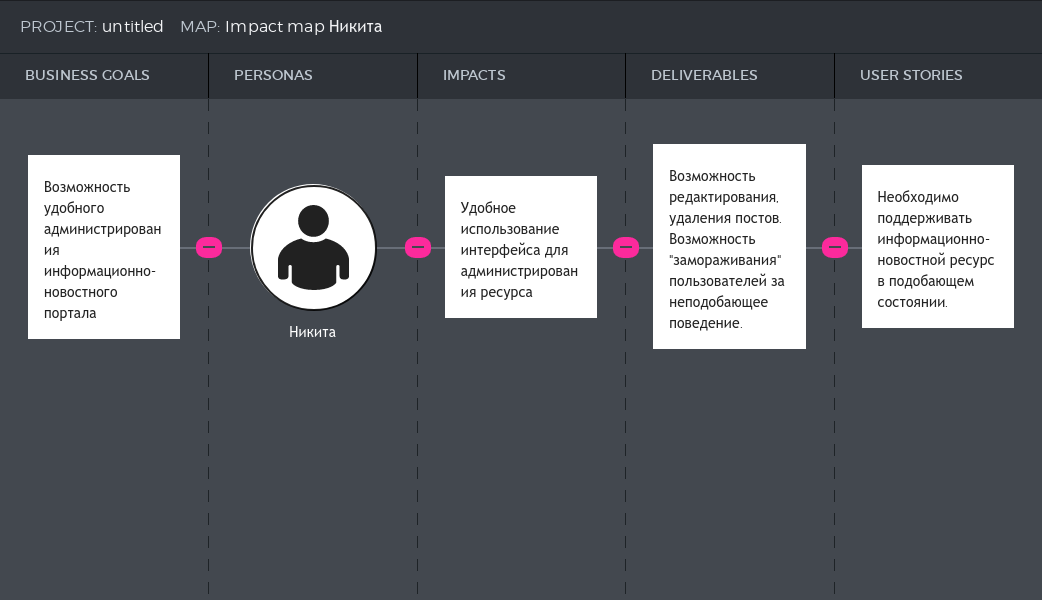 PROJECT: untitled MAP: Impact map Никита
BUSINESS GOALS PERSONAS IMPACTS DELIVERABLES USER STORIES
Возможность
удобного
администрирован
ия
информационно-
новостного
портала
Никита
Удобное
использование
интерфейса для
администрирован
ия ресурса
Возможность
редактирования,
удаления постов.
Возможность
"замораживания"
пользователей за
неподобающее
поведение.
Необходимо
поддерживать
информационно-
новостной ресурс
в подобающем
состоянии.